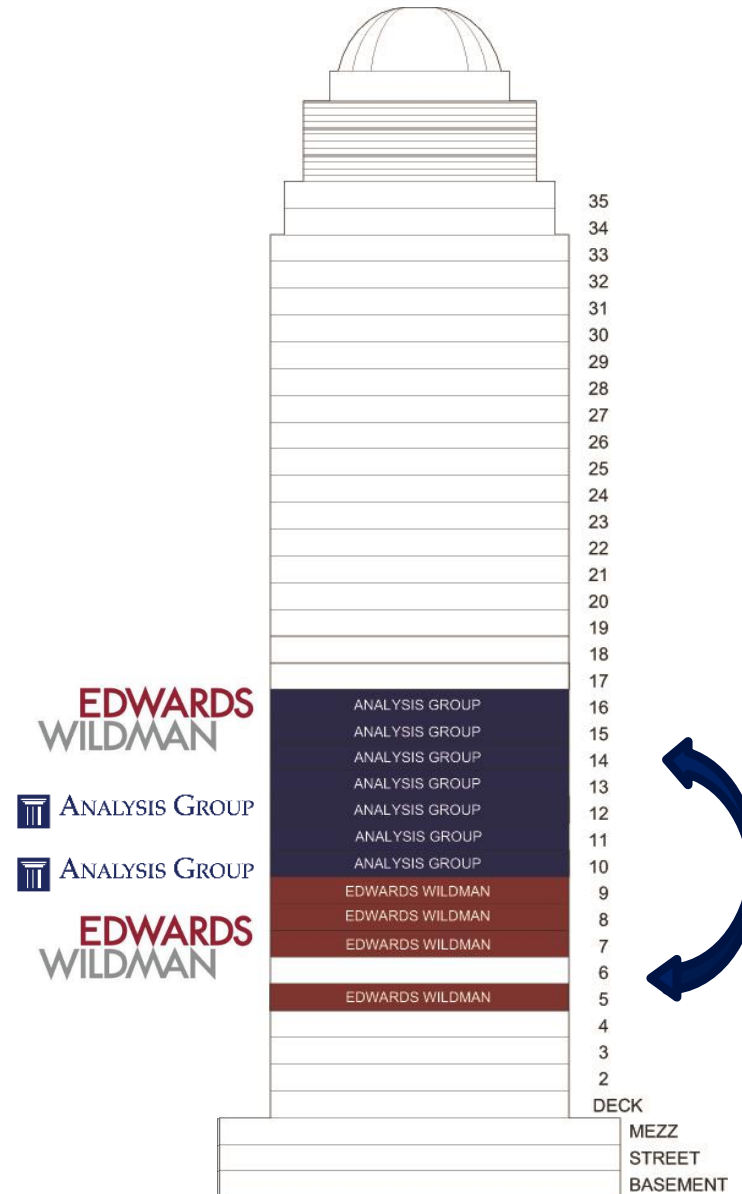 35
34
33
32
31
30
29
28
27
26
25
24
23
22
21
20
19
18
17
EDWARDS
WILDMAN
ANALYSIS GROUP 16
ANALYSIS GROUP 15
ANALYSIS GROUP 14
ANALYSIS GROUP 13
ANALYSIS GROUP ANALYSIS GROUP 12
ANALYSIS GROUP 11
ANALYSIS GROUP ANALYSIS GROUP 10
EDWARDS WILDMAN 9
EDWARDS WILDMAN 8
EDWARDS
WILDMAN
EDWARDS WILDMAN 7
6
EDWARDS WILDMAN 5
4
3
2
DECK
MEZZ
STREET
BASEMENT